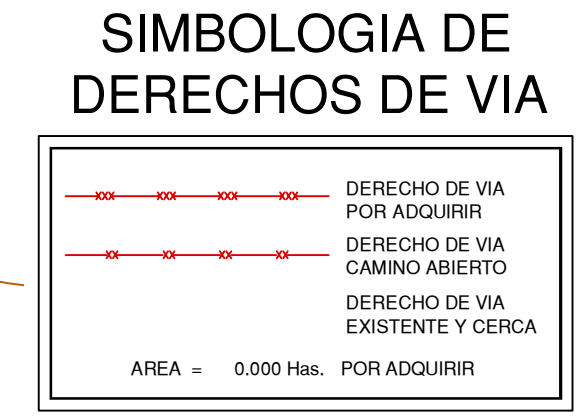 SIMBOLOGIA DE
DERECHOS DE VIA
XXX XXX XXX XXX DERECHO DE VIA
POR ADQUIRIR
XX XX XX XX DERECHO DE VIA
CAMINO ABIERTO
DERECHO DE VIA
EXISTENTE Y CERCA
AREA = 0.000 Has. POR ADQUIRIR